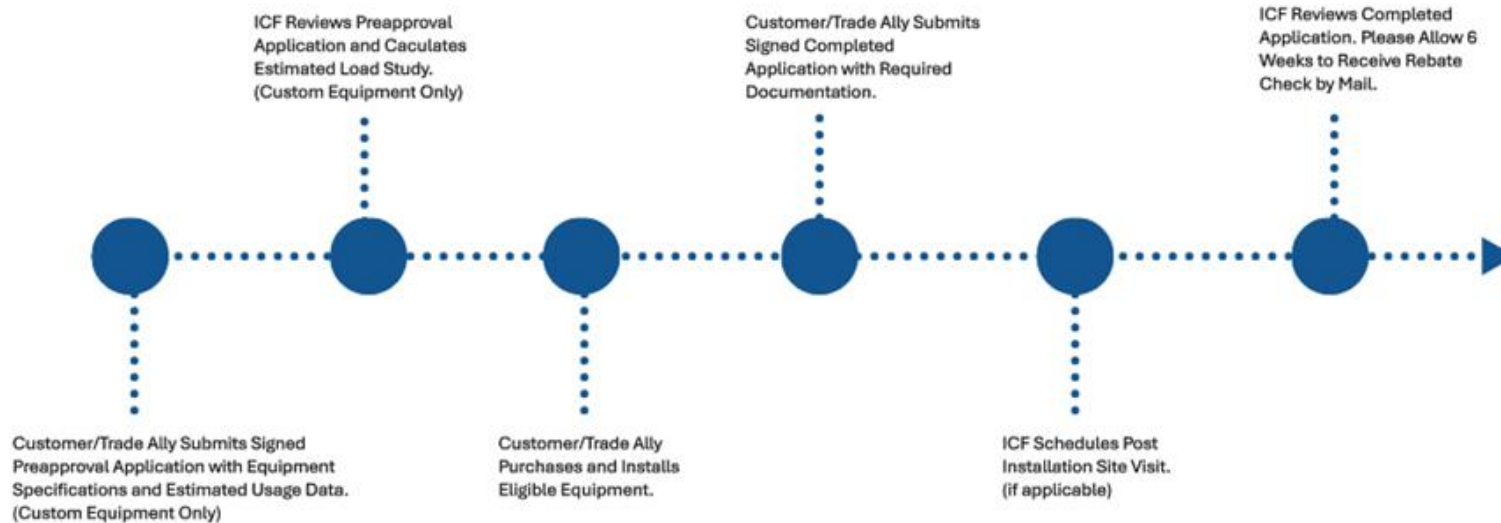 ICF Reviews Preapproval
Application and Caculates
Estimated Load Study.
(Custom Equipment Only)
Customer/Trade Ally Submits
Signed Completed
Application with Required
Documentation.
ICF Reviews Completed
Application. Please Allow 6
Weeks to Receive Rebate
Check by Mail.
Customer/Trade Ally Submits Signed
Preapproval Application with Equipment
Specifications and Estimated Usage Data.
(Custom Equipment Only)
Customer/Trade Ally
Purchases and Installs
Eligible Equipment.
ICF Schedules Post
Installation Site Visit.
(if applicable)